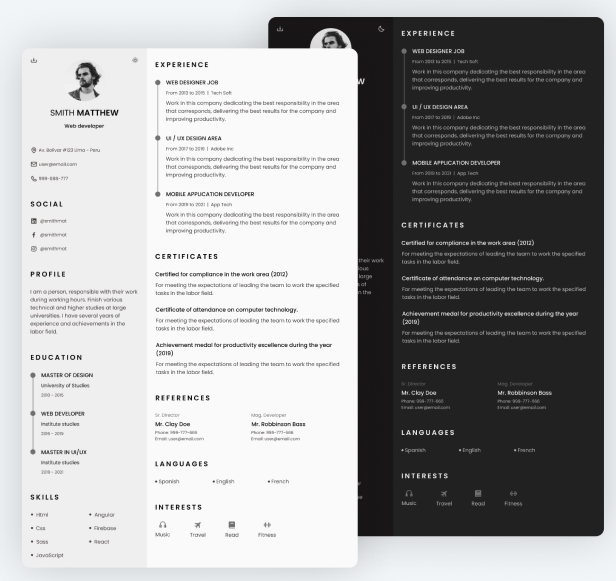 SMITH MATTHEW
Web developer
Av. Bolivar #123 Lima - Peru
user@email.com
999-888-777
SOCIAL
@smithmat
@smithmat
@smithmat
PROFILE
I am a person, responsible with their work
during working hours. Finish various
technical and higher studies at large
universities. I have several years of
experience and achievements in the
labor field.
EDUCATION
MASTER OF DESIGN
University of Studies
2010 - 2015
WEB DEVELOPER
Institute studies
MASTER IN UI/UX
Institute studies
SKILLS
Html
Css
Sass
JavaScript
Angular
Firebase
React
EXPERIENCE
WEB DESIGNER JOB
From 2013 to 2015 | Tech Soft
Work in this company dedicating the best responsibility in the area
that corresponds, delivering the best results for the company and
improving productivity.
UI / UX DESIGN AREA
From 2017 to 2019 | Adobe Inc
Work in this company dedicating the best responsibility in the area
that corresponds, delivering the best results for the company and
improving productivity.
MOBILE APPLICATION DEVELOPER
From 2019 to 2021 | App Tech
Work in this company dedicating the best responsibility in the area
that corresponds, delivering the best results for the company and
improving productivity.
CERTIFICATES
Certified for compliance in the work area (2012)
For meeting the expectations of leading the team to work the specified
tasks in the labor field.
Certificate of attendance on computer technology.
For meeting the expectations of leading the team to work the specified
tasks in the labor field.
Achievement medal for productivity excellence during the year
(2019)
For meeting the expectations of leading the team to work the specified
tasks in the labor field.
REFERENCES
Sr. Director
Mr. Clay Doe
Phone: 999-777-966
Email: user@email.com
Mag. Developer
Mr. Robbinson Bass
Phone: 999-777-966
Email: user@email.com
LANGUAGES
Spanish
English
French
INTERESTS
Music
Travel
Read
Fitness
W
their work
large
EXPERIENCE
WEB DESIGNER JOB
From 2013 to 2015 | Tech Soft
Work in this company dedicating the best responsibility in the area
that corresponds, delivering the best results for the company and
improving productivity.
UI / UX DESIGN AREA
From 2017 to 2019 | Adobe Inc
Work in this company dedicating the best responsibility in the area
that corresponds, delivering the best results for the company and
improving productivity.
MOBILE APPLICATION DEVELOPER
From 2019 to 2021 | App Tech
Work in this company dedicating the best responsibility in the area
that corresponds, delivering the best results for the company and
improving productivity.
CERTIFICATES
Certified for compliance in the work area (2012)
For meeting the expectations of leading the team to work the specified
tasks in the labor field.
Certificate of attendance on computer technology.
For meeting the expectations of leading the team to work the specified
tasks in the labor field.
Achievement medal for productivity excellence during the year
(2019)
For meeting the expectations of leading the team to work the specified
tasks in the labor field.
REFERENCES
Sr. Director
Mr. Clay Doe
Phone: 999-777-966
Email: user@email.com
Mag. Developer
Mr. Robbinson Bass
Phone: 999-777-966
Email: user@email.com
LANGUAGES
Spanish
English
French
INTERESTS
Music
Travel
Read
Fitness